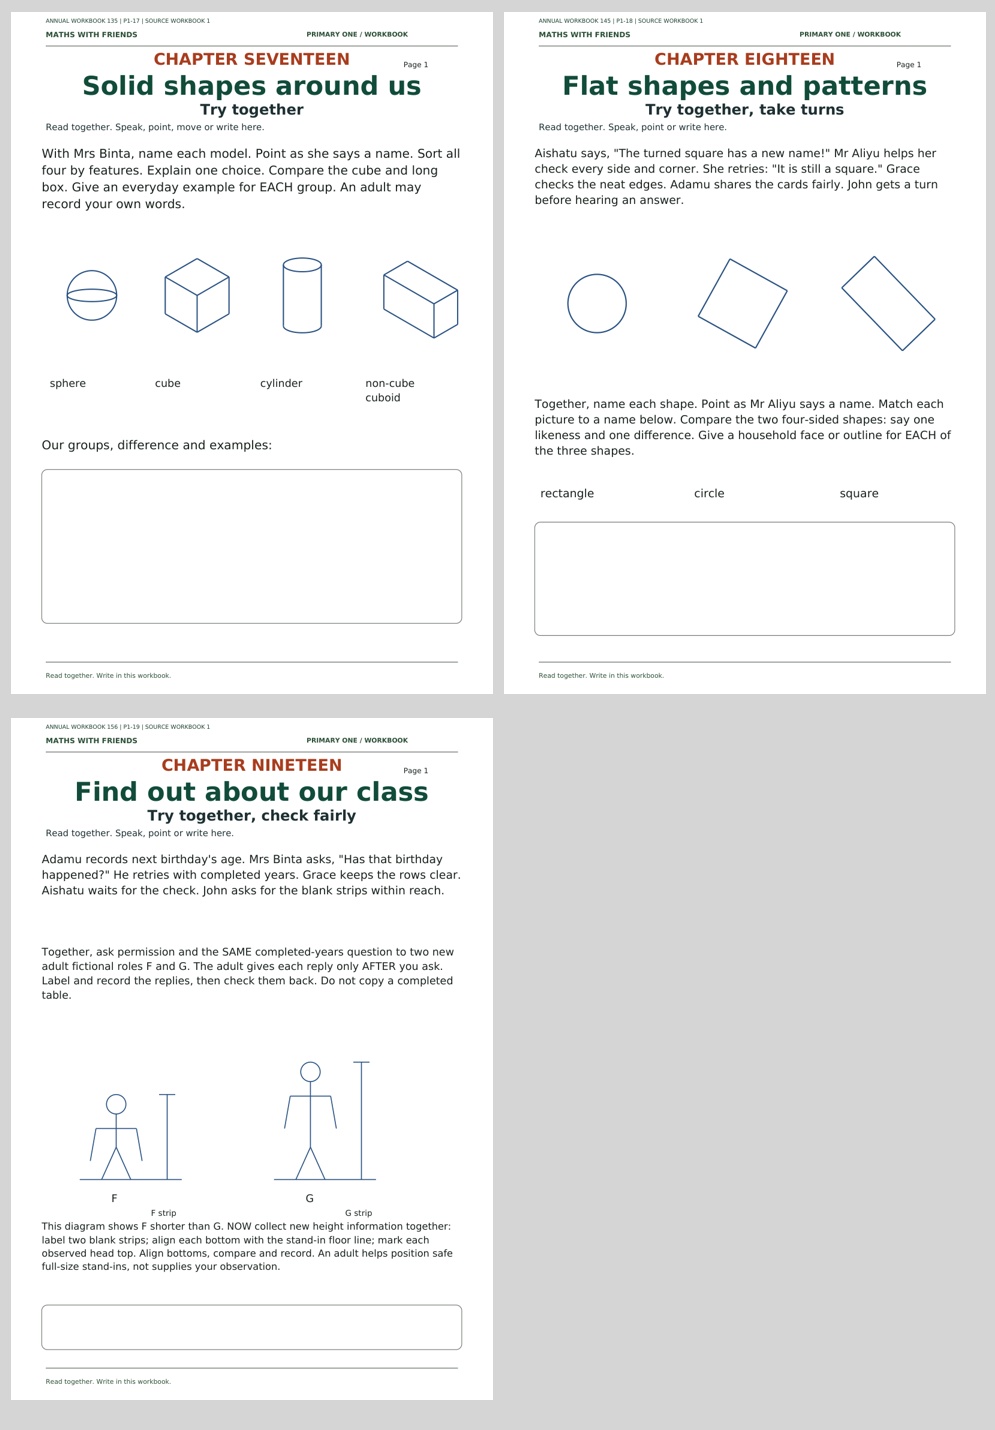 ANNUAL WORKBOOK 135 | P1-17 | SOURCE WORKBOOK 1
MATHS WITH FRIENDS
PRIMARY ONE / WORKBOOK
CHAPTER SEVENTEEN
Page 1
Solid shapes around us
Try together
Read together. Speak, point, move or write here.
With Mrs Binta, name each model. Point as she says a name. Sort all
four by features. Explain one choice. Compare the cube and long
box. Give an everyday example for EACH group. An adult may
record your own words.
sphere
cube
cylinder
non-cube
cuboid
Our groups, difference and examples:
Read together. Write in this workbook.
ANNUAL WORKBOOK 145 | P1-18 | SOURCE WORKBOOK 1
MATHS WITH FRIENDS
PRIMARY ONE / WORKBOOK
CHAPTER EIGHTEEN
Page 1
Flat shapes and patterns
Try together, take turns
Read together. Speak, point or write here.
Aishatu says, "The turned square has a new name!" Mr Aliyu helps her
check every side and corner. She retries: "It is still a square." Grace
checks the neat edges. Adamu shares the cards fairly. John gets a turn
before hearing an answer.
Together, name each shape. Point as Mr Aliyu says a name. Match each
picture to a name below. Compare the two four-sided shapes: say one
likeness and one difference. Give a household face or outline for EACH of
the three shapes.
rectangle
circle
square
Read together. Write in this workbook.
ANNUAL WORKBOOK 156 | P1-19 | SOURCE WORKBOOK 1
MATHS WITH FRIENDS
PRIMARY ONE / WORKBOOK
CHAPTER NINETEEN
Page 1
Find out about our class
Try together, check fairly
Read together. Speak, point or write here.
Adamu records next birthday's age. Mrs Binta asks, "Has that birthday
happened?" He retries with completed years. Grace keeps the rows clear.
Aishatu waits for the check. John asks for the blank strips within reach.
Together, ask permission and the SAME completed-years question to two new
adult fictional roles F and G. The adult gives each reply only AFTER you ask.
Label and record the replies, then check them back. Do not copy a completed
table.
F
G
F strip
G strip
This diagram shows F shorter than G. NOW collect new height information together:
label two blank strips; align each bottom with the stand-in floor line; mark each
observed head top. Align bottoms, compare and record. An adult helps position safe
full-size stand-ins, not supplies your observation.
Read together. Write in this workbook.